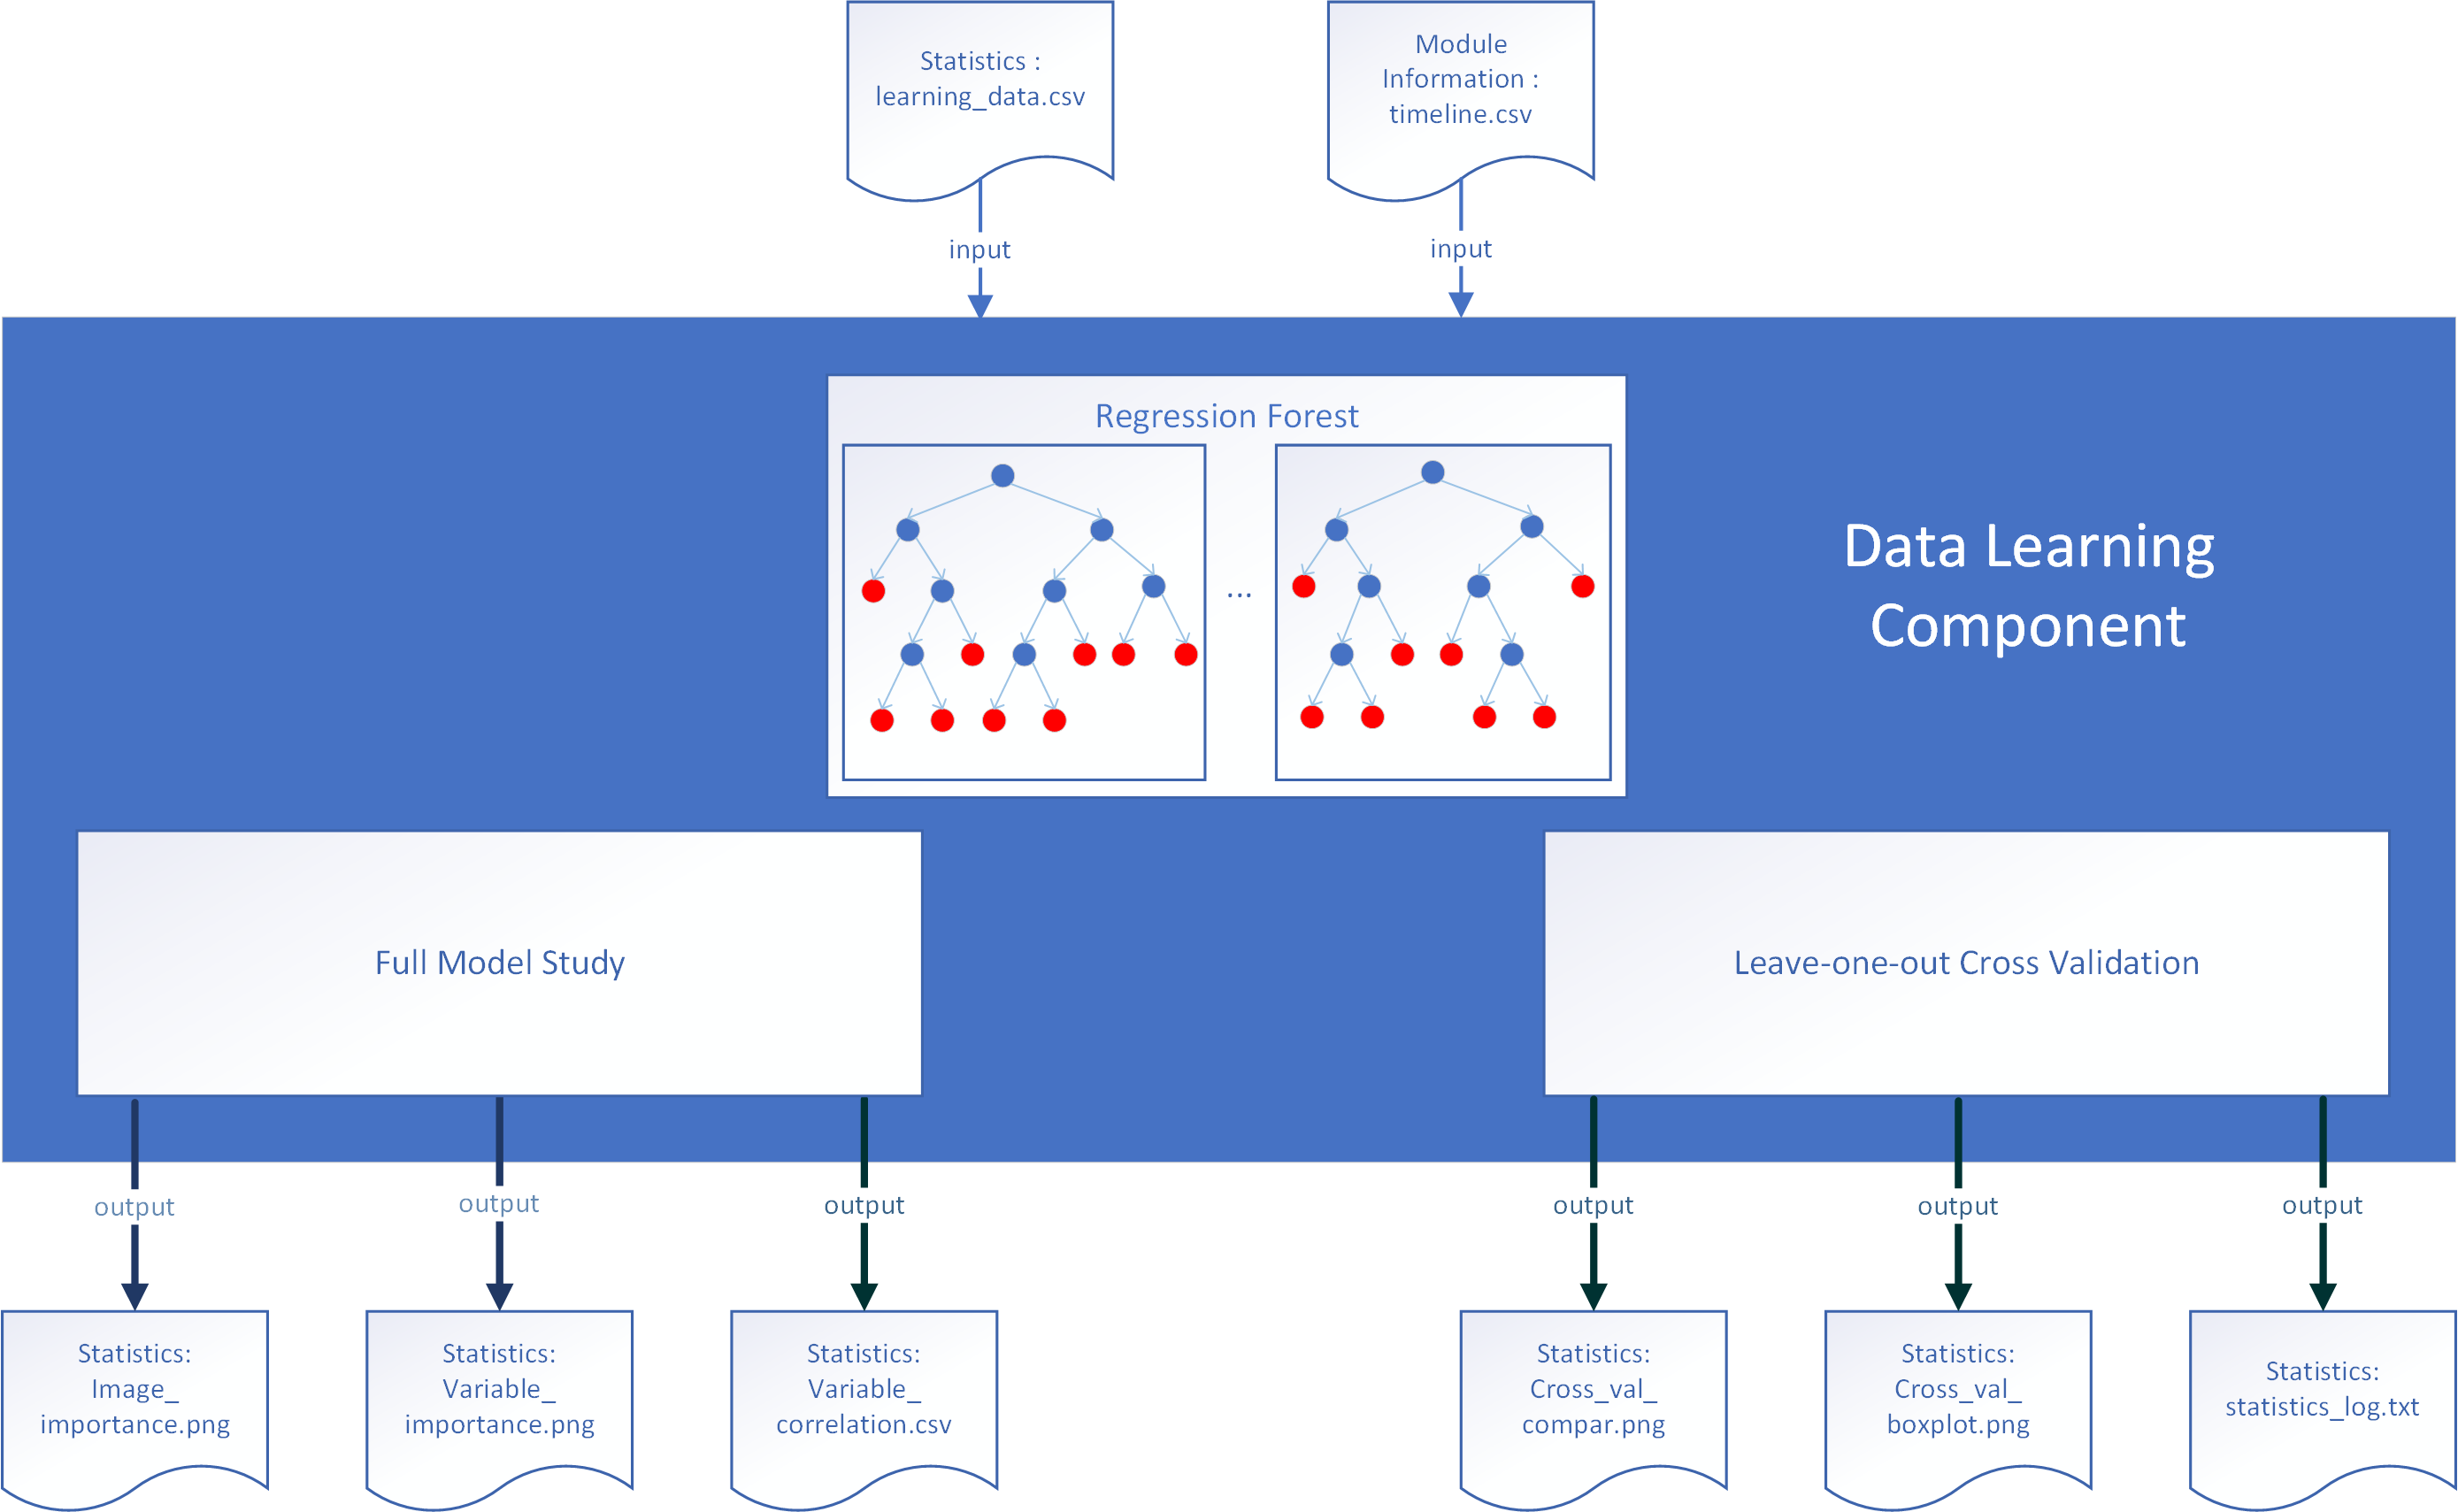 Statistics :
learning_data.csv
Module
Information :
timeline.csv
input
input
Regression Forest
...
Data Learning
Component
Full Model Study
Leave-one-out Cross Validation
output
output
output
output
output
output
Statistics:
Image_
importance.png
Statistics:
Variable_
importance.png
Statistics:
Variable_
correlation.csv
Statistics:
Cross_val_
compar.png
Statistics:
Cross_val_
boxplot.png
Statistics:
statistics_log.txt